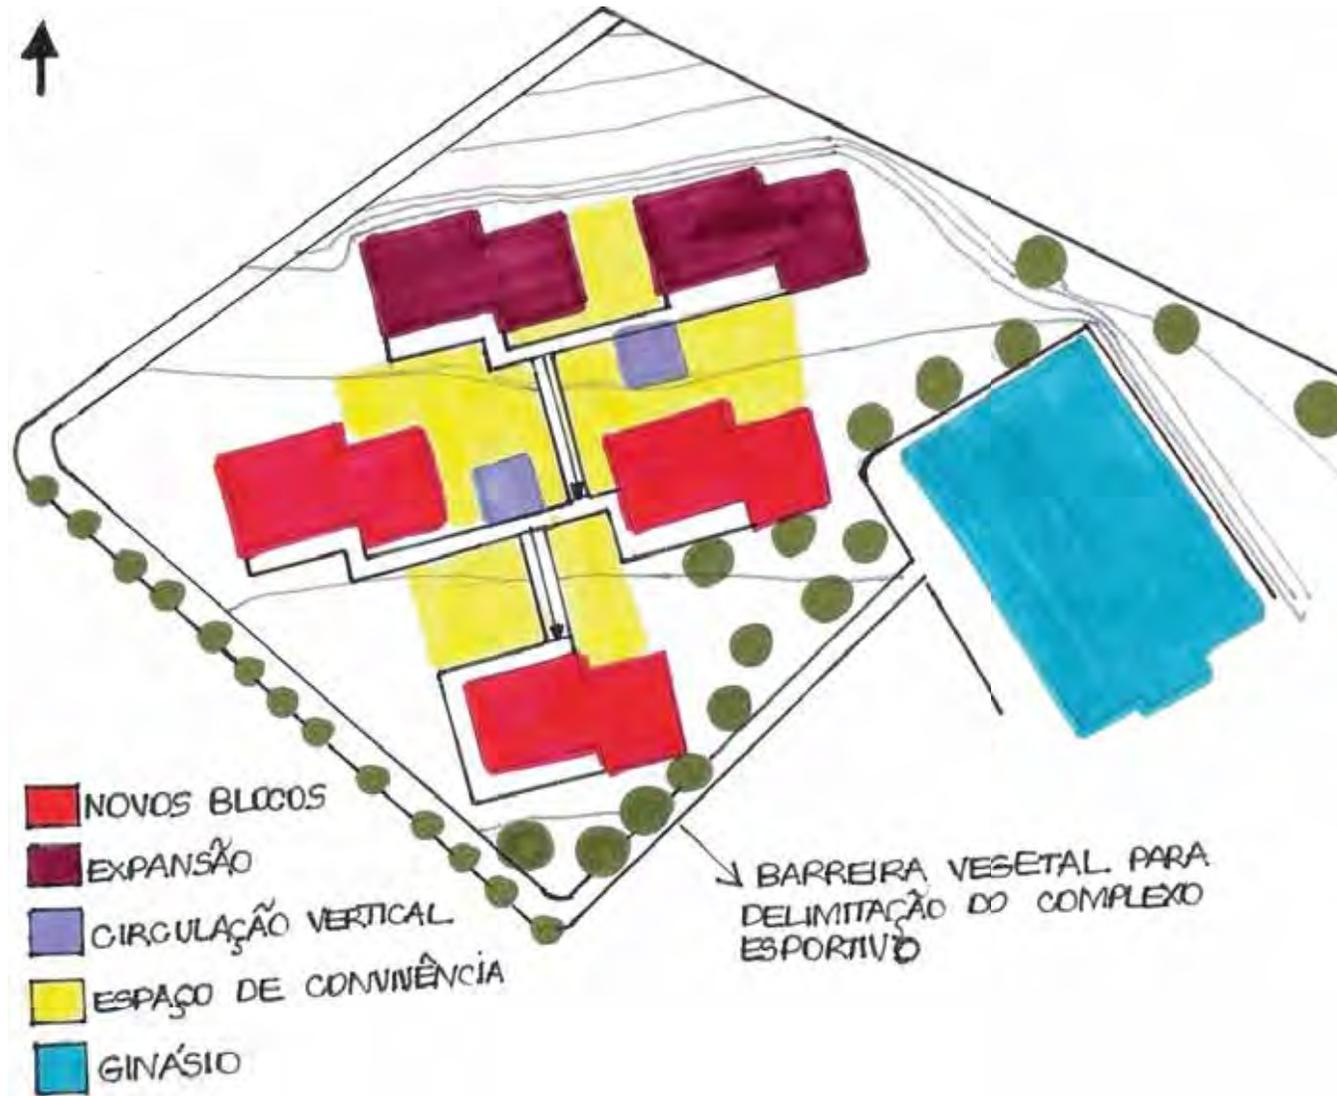 NOVOS BLOCOS
EXPANSÃO
CIRCULAÇÃO VERTICAL
ESPAÇO DE CONVIVÊNCIA
GINÁSIO
BARREIRA VEGETAL PARA
DELIMITAÇÃO DO COMPLEXO
ESPORTIVO